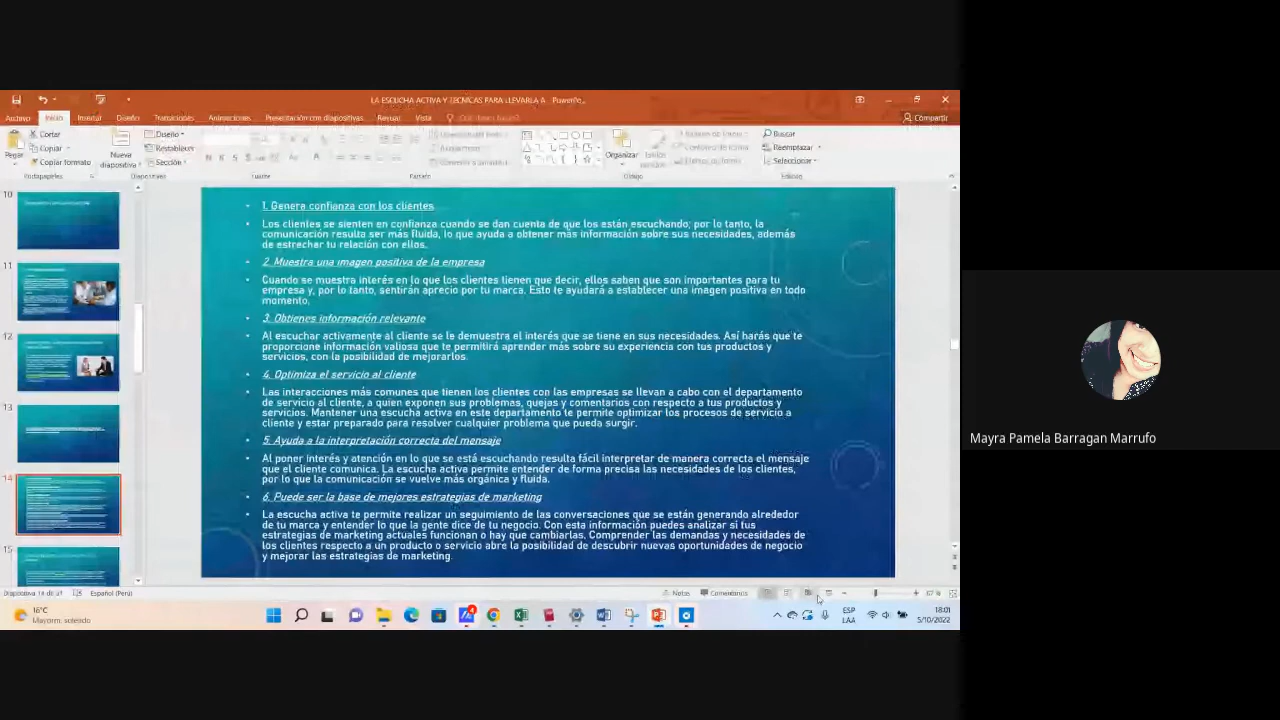 LA ESCUCHA ACTIVA Y TECNICAS PARA LLEVARLA A
Archivo Inicio Insertar Diseño Transiciones Animaciones Presentación con diapositivas Revisar Vista
Compartir
Cortar
Copiar
Copiar formato
Pegar
Nueva
diapositiva
Diseño
Restablecer
Sección
Organizar
Buscar
Reemplazar
Seleccionar
Portapapeles Diapositivas Fuente Párrafo Dibujo Edición
10
11
12
13
14
15
1. Genera confianza con los clientes
Los clientes se sienten en confianza cuando se dan cuenta de que los están escuchando; por lo tanto, la
comunicación resulta ser más fluida, lo que ayuda a obtener más información sobre sus necesidades, además
de estrechar tu relación con ellos.
2. Muestra una imagen positiva de la empresa
Cuando se muestra interés en lo que los clientes tienen que decir, ellos saben que son importantes para tu
empresa y, por lo tanto, sentirán aprecio por tu marca. Esto te ayudará a establecer una imagen positiva en todo
momento.
3. Obtienes información relevante
Al escuchar activamente al cliente se le demuestra el interés que se tiene en sus necesidades. Así harás que te
proporcione información valiosa que te permitirá aprender más sobre su experiencia con tus productos y
servicios, con la posibilidad de mejorarlos.
4. Optimiza el servicio al cliente
Las interacciones más comunes que tienen los clientes con las empresas se llevan a cabo con el departamento
de servicio al cliente, a quien exponen sus problemas, quejas y comentarios con respecto a tus productos y
servicios. Mantener una escucha activa en este departamento te permite optimizar los procesos de servicio a
cliente y estar preparado para resolver cualquier problema que pueda surgir.
5. Ayuda a la interpretación correcta del mensaje
Al poner interés y atención en lo que se está escuchando resulta fácil interpretar de manera correcta el mensaje
que el cliente comunica. La escucha activa permite entender de forma precisa las necesidades de los clientes,
por lo que la comunicación se vuelve más orgánica y fluida.
6. Puede ser la base de mejores estrategias de marketing
La escucha activa te permite realizar un seguimiento de las conversaciones que se están generando alrededor
de tu marca y entender lo que la gente dice de tu negocio. Con esta información puedes analizar si tus
estrategias de marketing actuales funcionan o hay que cambiarlas. Comprender las demandas y necesidades de
los clientes respecto a un producto o servicio abre la posibilidad de descubrir nuevas oportunidades de negocio
y mejorar las estrategias de marketing.
Mayra Pamela Barragan Marrufo
Diapositiva 14 de 21 Español (Perú) Notas Comentarios 67 %
16°C
Mayorm. soleado
ESP
LAA
18:01
5/10/2022